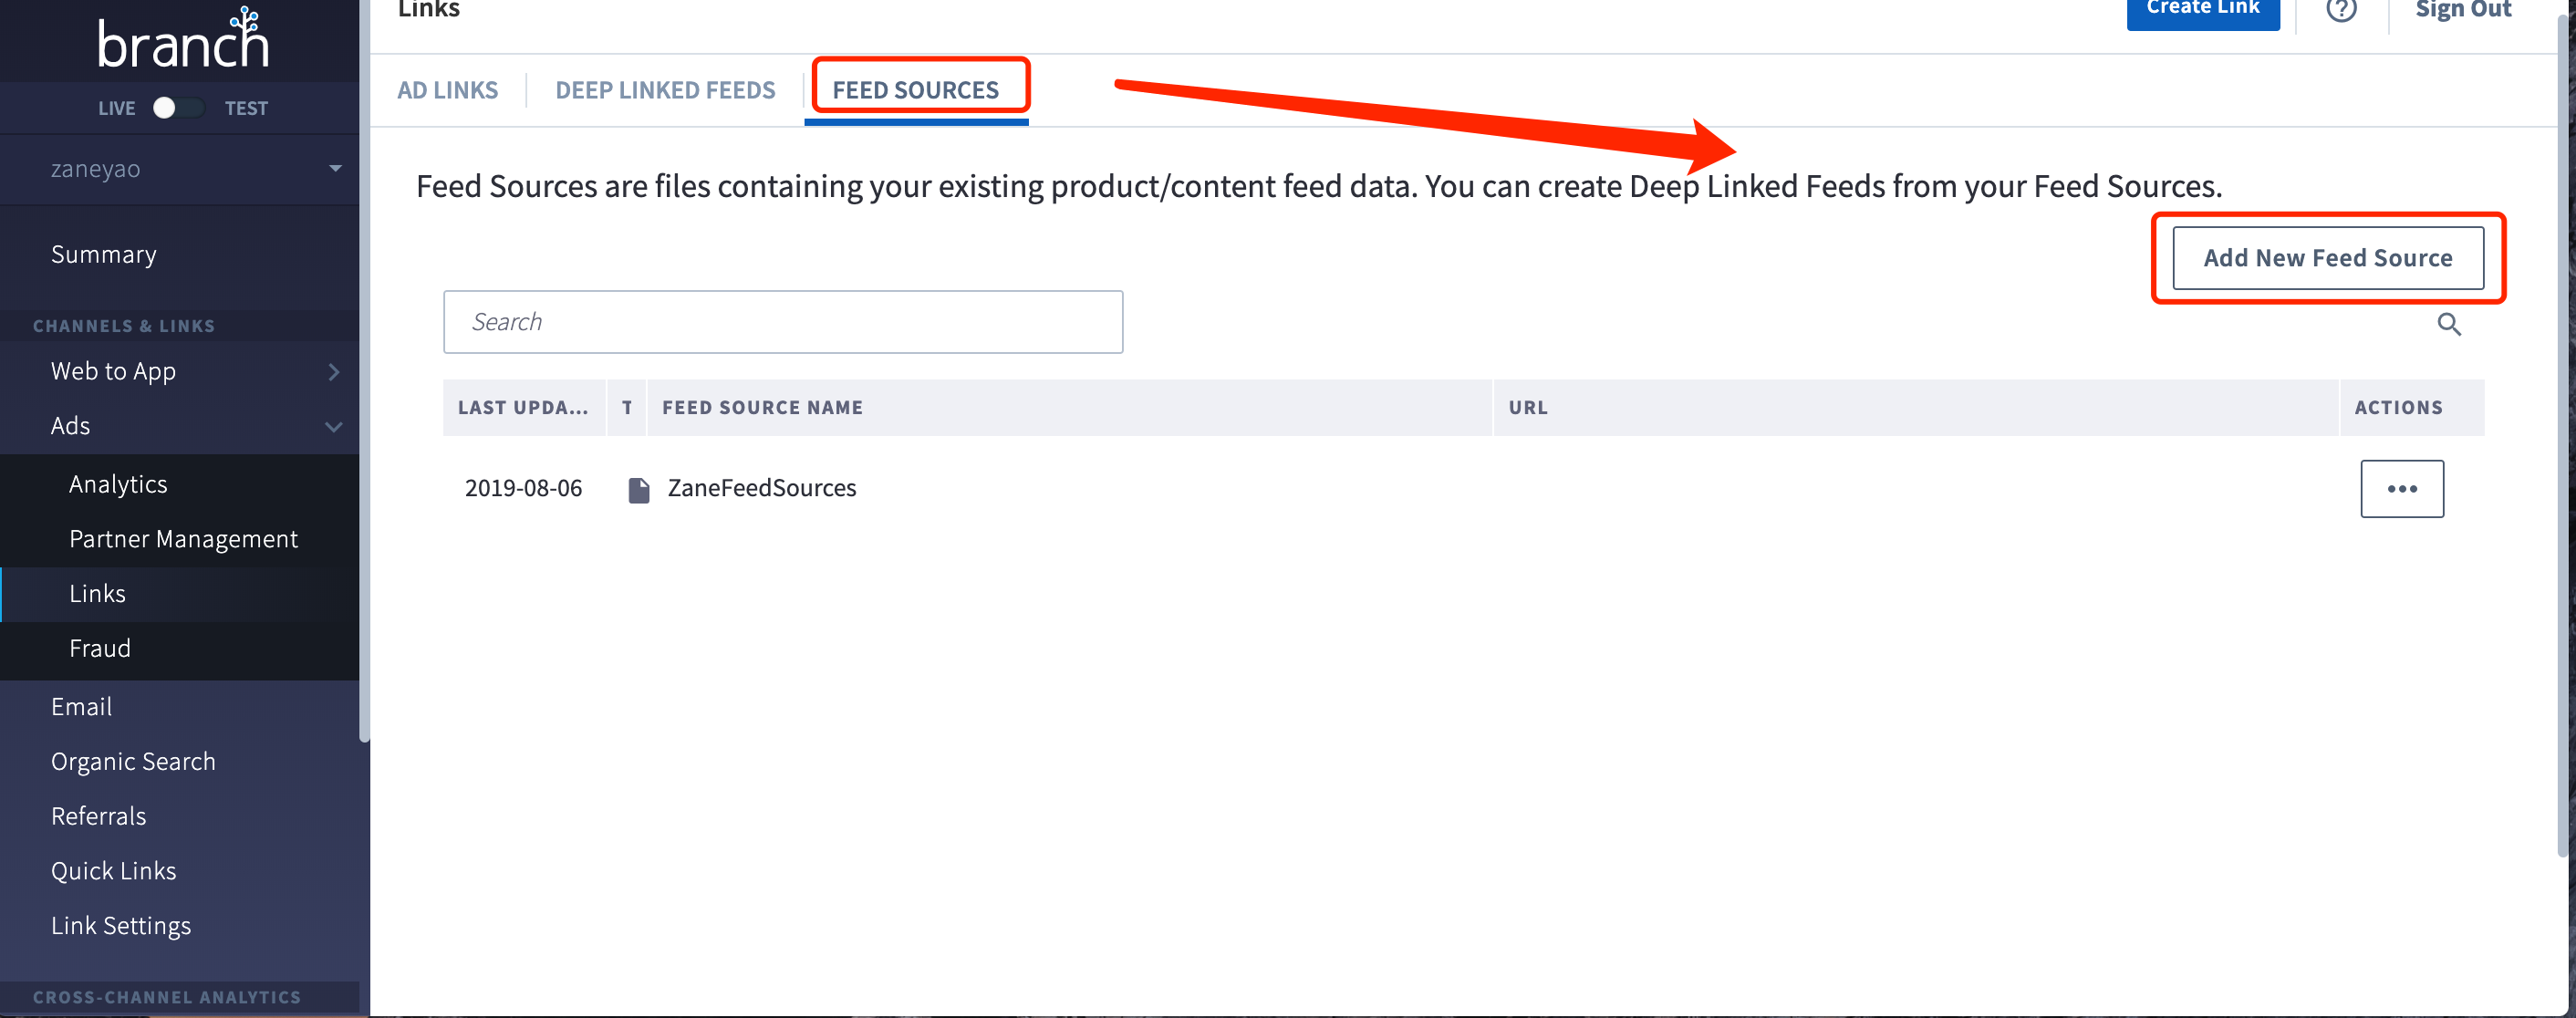 branch
LIVE TEST
zaneyao
Summary
CHANNELS & LINKS
Web to App
Ads
Analytics
Partner Management
Links
Fraud
Email
Organic Search
Referrals
Quick Links
Link Settings
CROSS-CHANNEL ANALYTICS
Links
Create Link
?
Sign Out
AD LINKS
DEEP LINKED FEEDS
FEED SOURCES
Feed Sources are files containing your existing product/content feed data. You can create Deep Linked Feeds from your Feed Sources.
Add New Feed Source
Search
LAST UPDA... T FEED SOURCE NAME URL ACTIONS
2019-08-06 ZaneFeedSources